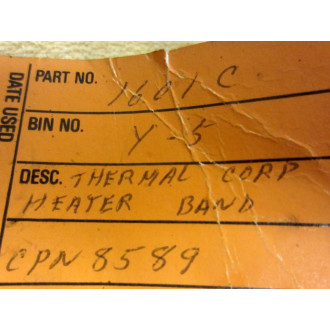 DATE USED
PART NO. 1601 C
BIN NO. Y-5
DESC. THERMAL CORP
HEATER BAND
CPN 8589